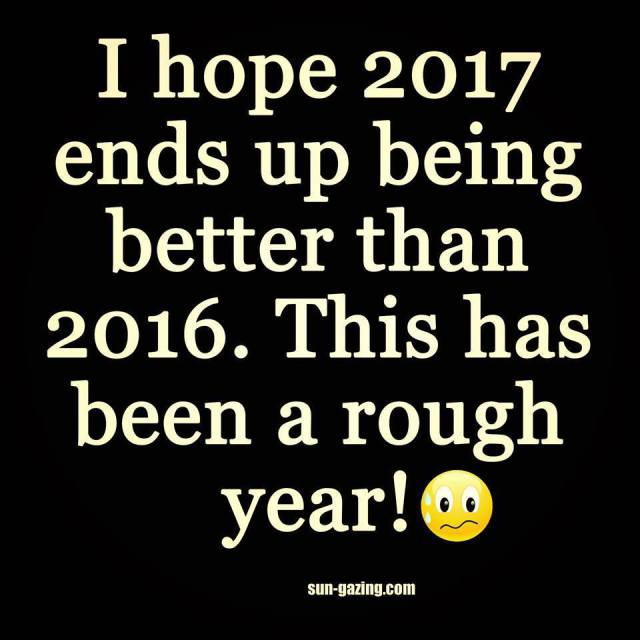 I hope 2017
ends up being
better than
2016. This has
been a rough
year!
sun-gazing.com